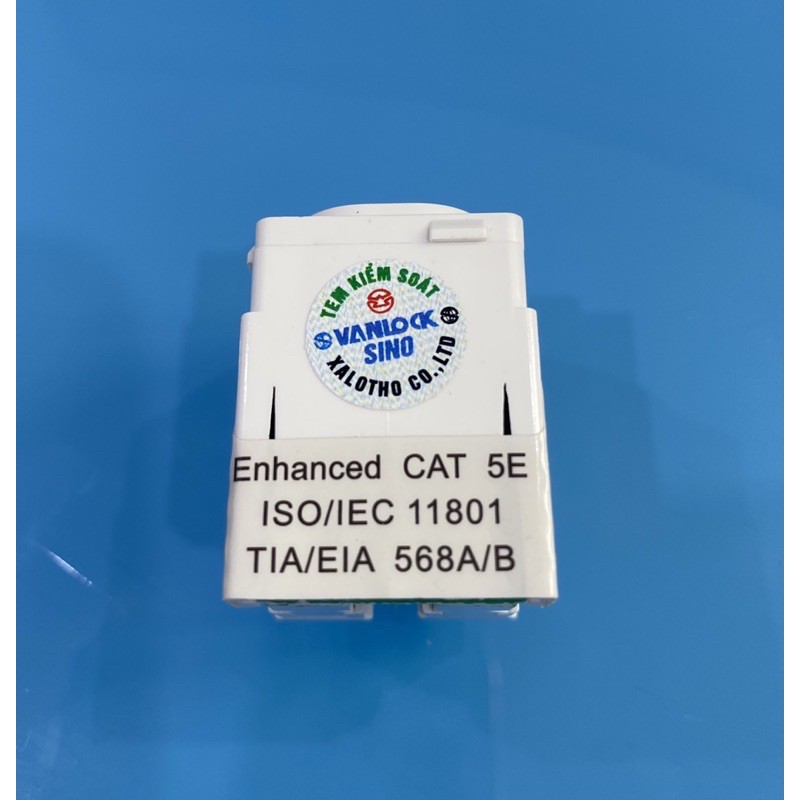 TEM KIỂM SOÁT
VANLOCK
SINO
XALOTHO CO.,LTD
Enhanced CAT 5E
ISO/IEC 11801
TIA/EIA 568A/B